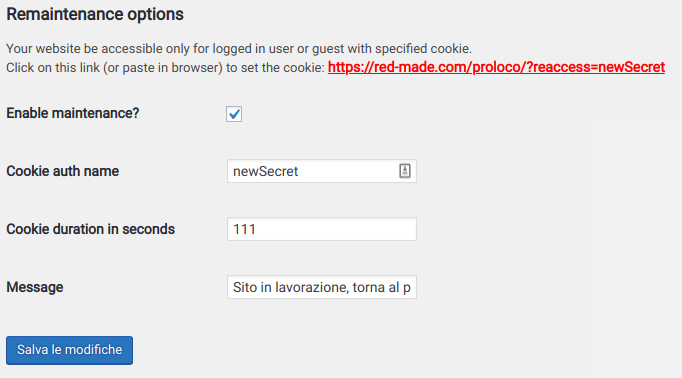 Remaintenance options
Your website be accessible only for logged in user or guest with specified cookie.
Click on this link (or paste in browser) to set the cookie: https://red-made.com/proloco/?reaccess=newSecret
Enable maintenance?
Cookie auth name newSecret
Cookie duration in seconds 111
Message Sito in lavorazione, torna al p
Salva le modifiche